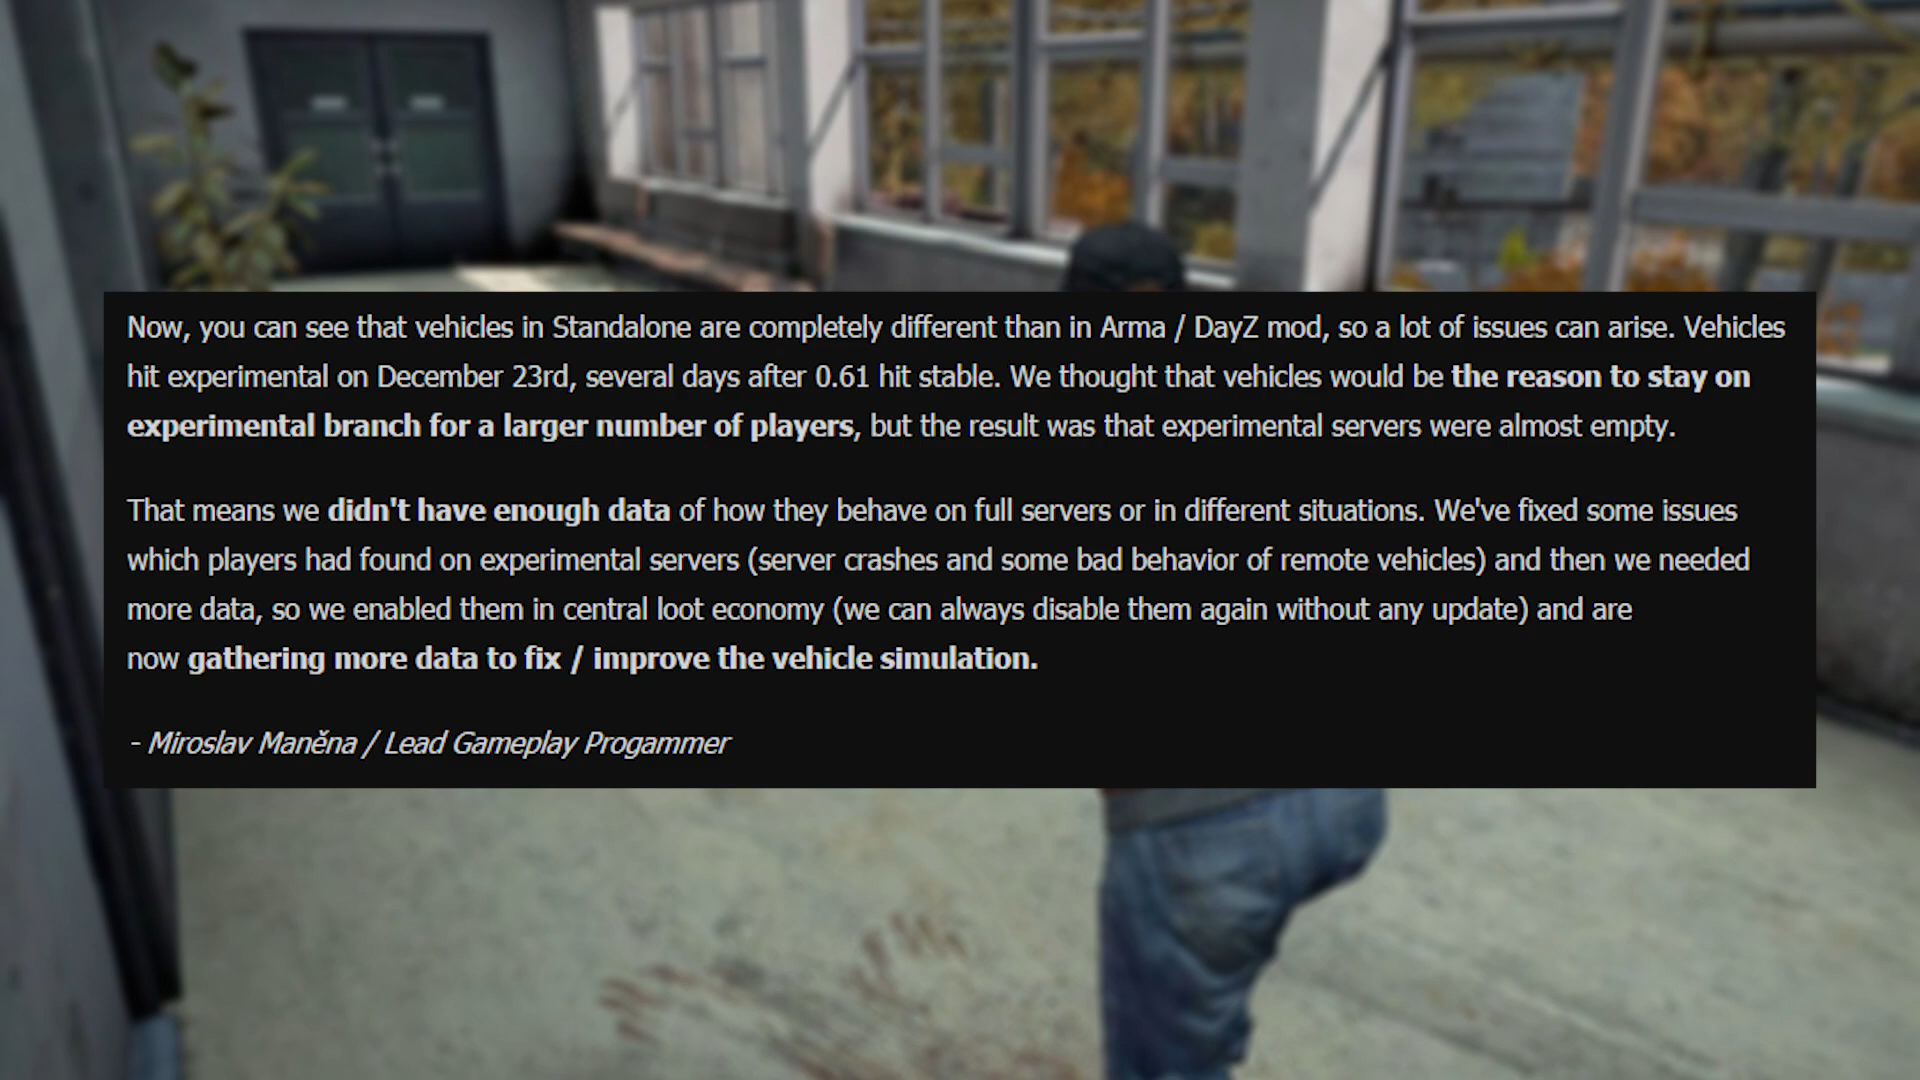 Now, you can see that vehicles in Standalone are completely different than in Arma / DayZ mod, so a lot of issues can arise. Vehicles
hit experimental on December 23rd, several days after 0.61 hit stable. We thought that vehicles would be the reason to stay on
experimental branch for a larger number of players, but the result was that experimental servers were almost empty.
That means we didn't have enough data of how they behave on full servers or in different situations. We've fixed some issues
which players had found on experimental servers (server crashes and some bad behavior of remote vehicles) and then we needed
more data, so we enabled them in central loot economy (we can always disable them again without any update) and are
now gathering more data to fix / improve the vehicle simulation.
- Miroslav Maněna / Lead Gameplay Progammer